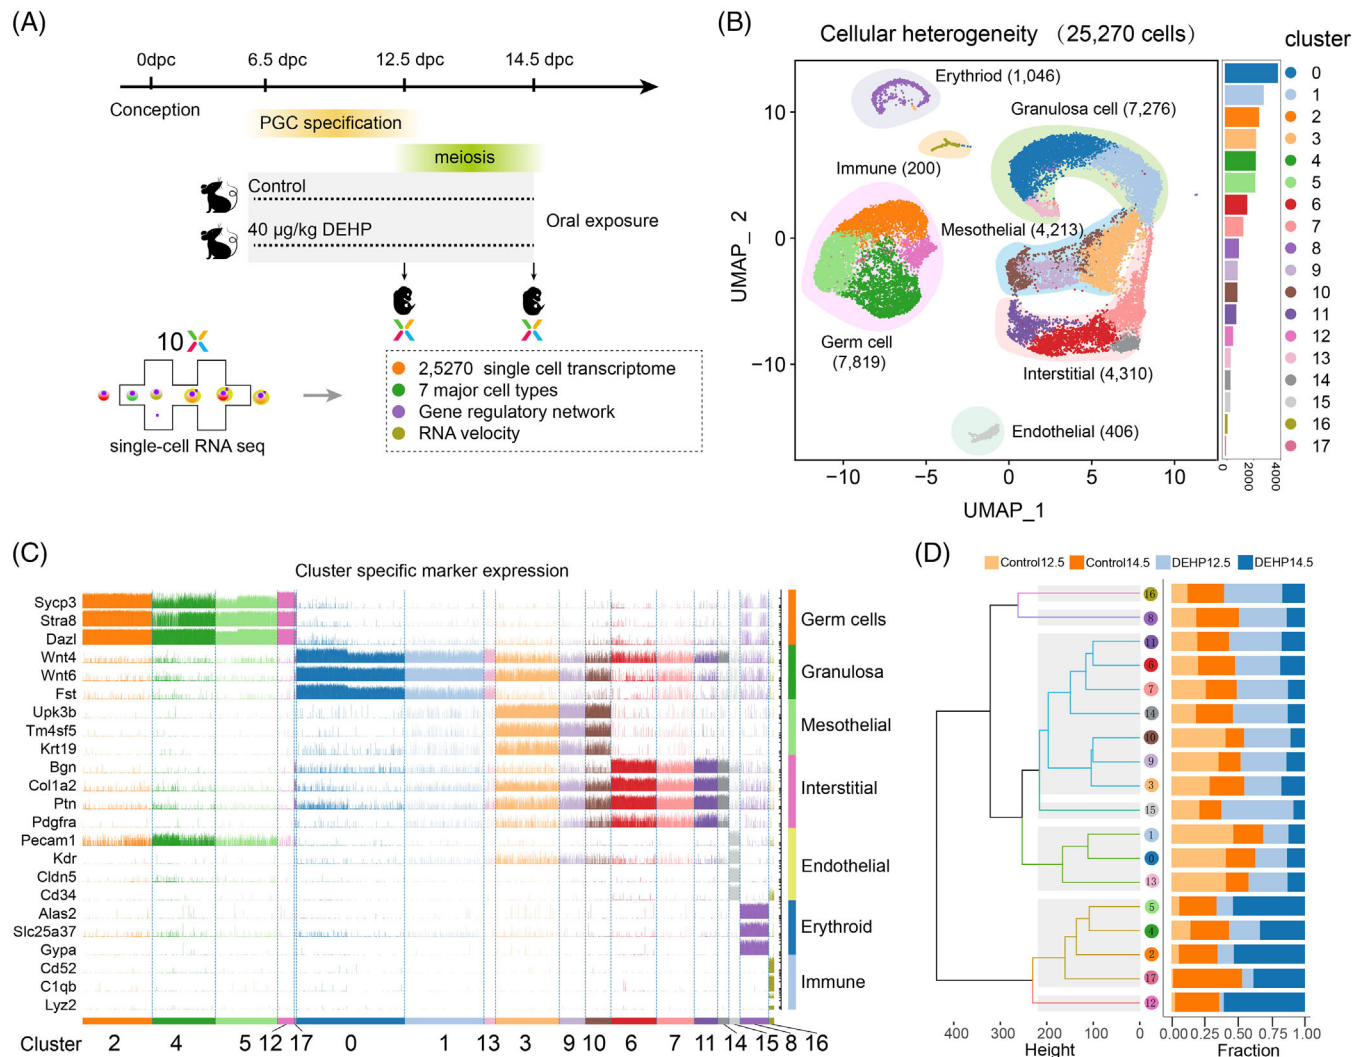 (A)
0dpc 6.5 dpc 12.5 dpc 14.5 dpc
Conception
PGC specification
meiosis
Control
40 µg/kg DEHP
Oral exposure
10 X
single-cell RNA seq
2,5270 single cell transcriptome
7 major cell types
Gene regulatory network
RNA velocity
(B)
Cellular heterogeneity （25,270 cells）
cluster
UMAP_2
10
0
−10
−10 −5 0 5 10
UMAP_1
Erythriod (1,046)
Granulosa cell (7,276)
Immune (200)
Mesothelial (4,213)
Germ cell
(7,819)
Interstitial (4,310)
Endothelial (406)
0
1
2
3
4
5
6
7
8
9
10
11
12
13
14
15
16
17
0 2000 4000
(C)
Cluster specific marker expression
Sycp3
Stra8
Dazl
Wnt4
Wnt6
Fst
Upk3b
Tm4sf5
Krt19
Bgn
Col1a2
Ptn
Pdgfra
Pecam1
Kdr
Cldn5
Cd34
Alas2
Slc25a37
Gypa
Cd52
C1qb
Lyz2
Germ cells
Granulosa
Mesothelial
Interstitial
Endothelial
Erythroid
Immune
Cluster 2 4 5 12 17 0 1 13 3 9 10 6 7 11 14 15 8 16
(D)
Control12.5 Control14.5 DEHP12.5 DEHP14.5
16
8
11
6
7
14
10
9
3
15
1
0
13
5
4
2
17
12
400 300 200 100 0
Height
0.00 0.25 0.50 0.75 1.00
Fraction